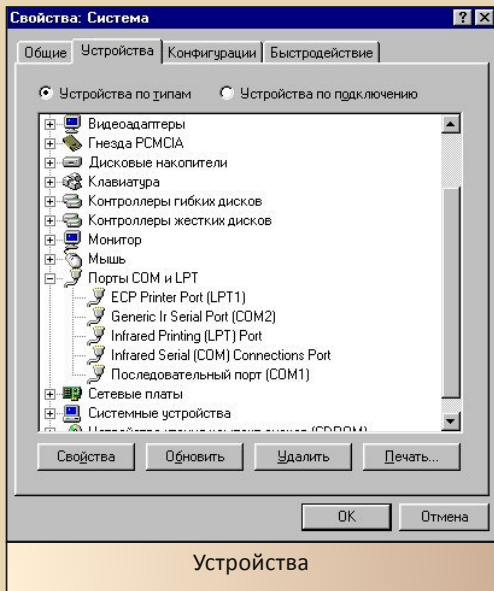 Свойства: Система
Общие Устройства Конфигурации Быстродействие
Устройства по типам Устройства по подключению
Видеоадаптеры
Гнезда PCMCIA
Дисковые накопители
Клавиатура
Контроллеры гибких дисков
Контроллеры жестких дисков
Монитор
Мышь
Порты COM и LPT
ECP Printer Port (LPT1)
Generic Ir Serial Port (COM2)
Infrared Printing (LPT) Port
Infrared Serial (COM) Connections Port
Последовательный порт (COM1)
Сетевые платы
Системные устройства
(CDROM)
Свойства Обновить Удалить Печать...
OK Отмена
Устройства